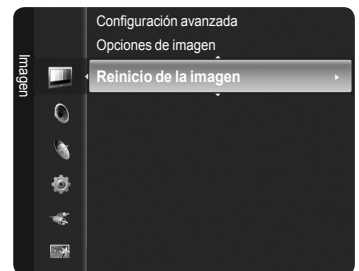 Imagen
Configuración avanzada
Opciones de imagen
Reinicio de la imagen